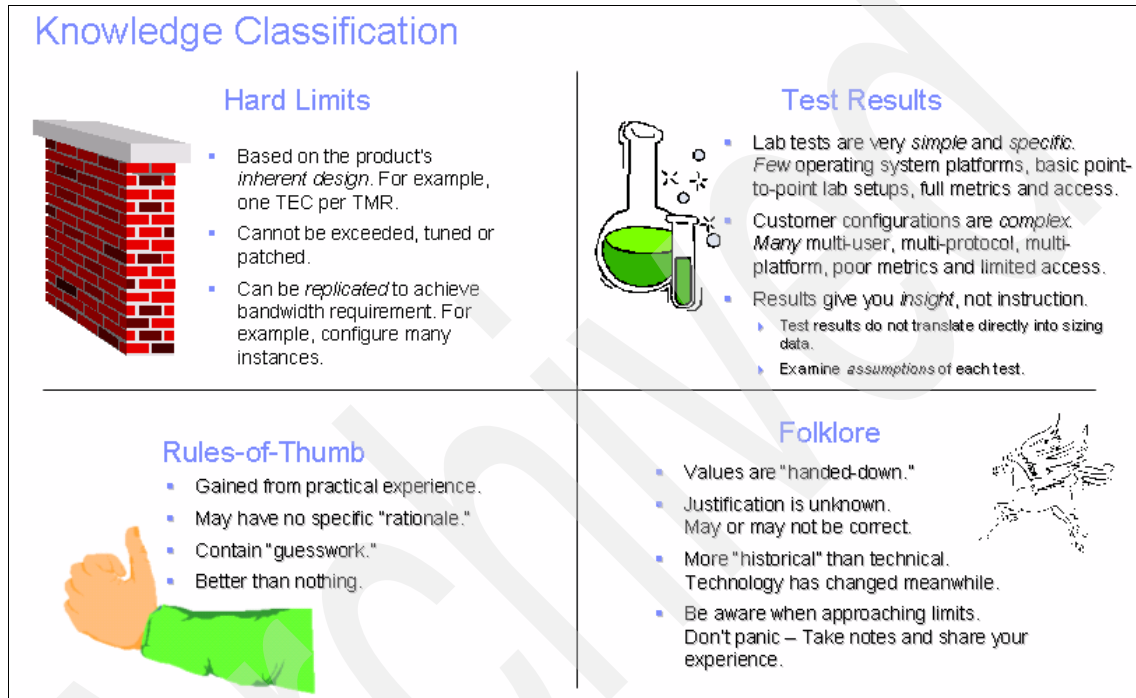 Knowledge Classification
Hard Limits
Based on the product's
inherent design. For example,
one TEC per TMR.
Cannot be exceeded, tuned or
patched.
Can be replicated to achieve
bandwidth requirement. For
example, configure many
instances.
Test Results
Lab tests are very simple and specific.
Few operating system platforms, basic point-
to-point lab setups, full metrics and access.
Customer configurations are complex.
Many multi-user, multi-protocol, multi-
platform, poor metrics and limited access.
Results give you insight, not instruction.
Test results do not translate directly into sizing
data.
Examine assumptions of each test.
Rules-of-Thumb
Gained from practical experience.
May have no specific "rationale."
Contain "guesswork."
Better than nothing.
Folklore
Values are "handed-down."
Justification is unknown.
May or may not be correct.
More "historical" than technical.
Technology has changed meanwhile.
Be aware when approaching limits.
Don't panic – Take notes and share your
experience.